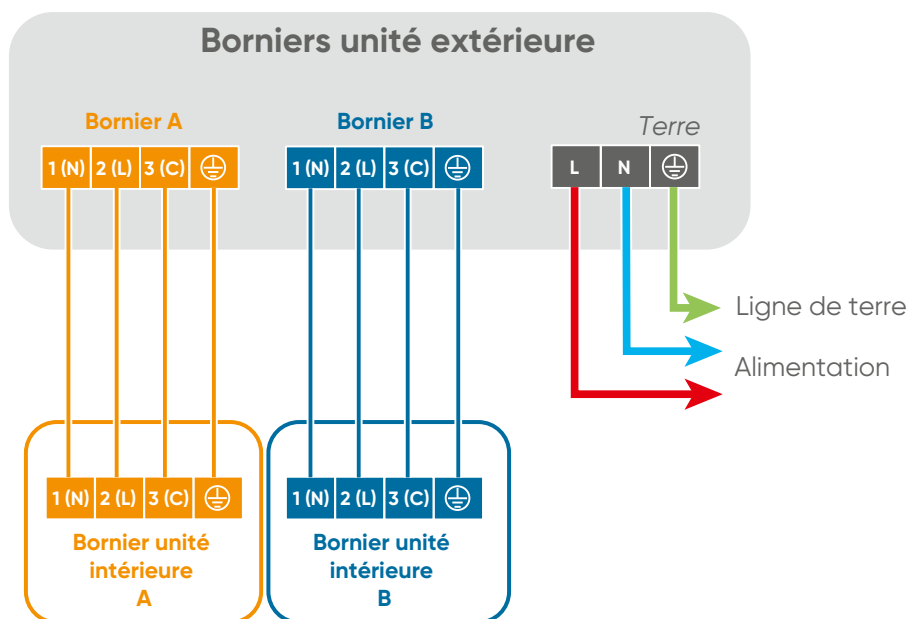 Borniers unité extérieure
Bornier A
Bornier B
Terre
1 (N) 2 (L) 3 (C)
1 (N) 2 (L) 3 (C)
L N
Ligne de terre
Alimentation
1 (N) 2 (L) 3 (C)
Bornier unité
intérieure
A
1 (N) 2 (L) 3 (C)
Bornier unité
intérieure
B